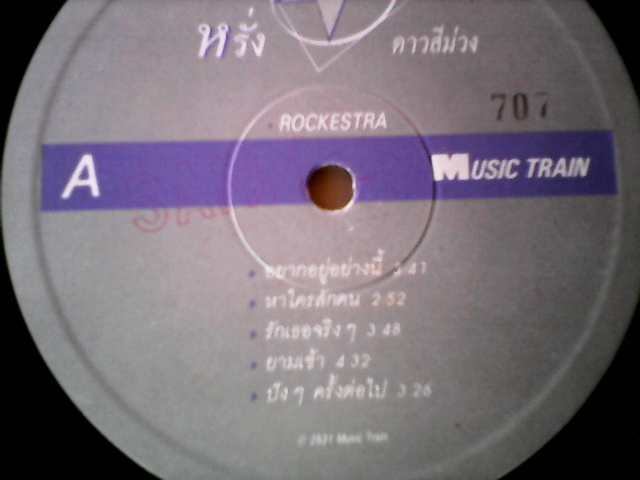 หรั่ง
ดาวสีม่วง
ROCKESTRA
707
A
MUSIC TRAIN
อยากอยู่อย่างนี้ 3 41
หาใครสักคน 2 52
รักเธอจริง ๆ 3 48
ยามเช้า 4 32
ปัง ๆ ครั้งต่อไป 3 26
© 2531 Music Train